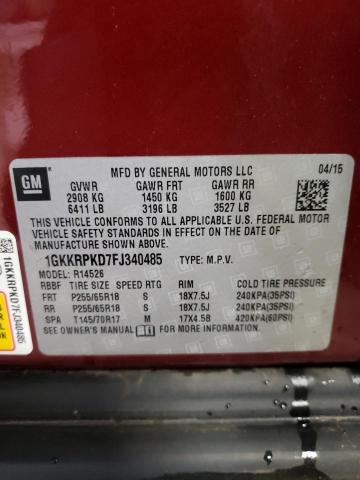 GM
MFD BY GENERAL MOTORS LLC 04/15
GVWR GAWR FRT GAWR RR
2908 KG 1450 KG 1600 KG
6411 LB 3196 LB 3527 LB
THIS VEHICLE CONFORMS TO ALL APPLICABLE U.S. FEDERAL MOTOR
VEHICLE SAFETY STANDARDS IN EFFECT ON THE DATE OF
MANUFACTURE SHOWN ABOVE.
1GKKRPKD7FJ340485 TYPE: M.P.V.
MODEL: R14526
RBBF TIRE SIZE SPEED RTG RIM COLD TIRE PRESSURE
FRT P255/65R18 S 18X7.5J 240KPA(35PSI)
RR P255/65R18 S 18X7.5J 240KPA(35PSI)
SPA T145/70R17 M 17X4.5B 420KPA(60PSI)
SEE OWNER'S MANUAL FOR MORE INFORMATION.
1GKKRPKD7FJ340485